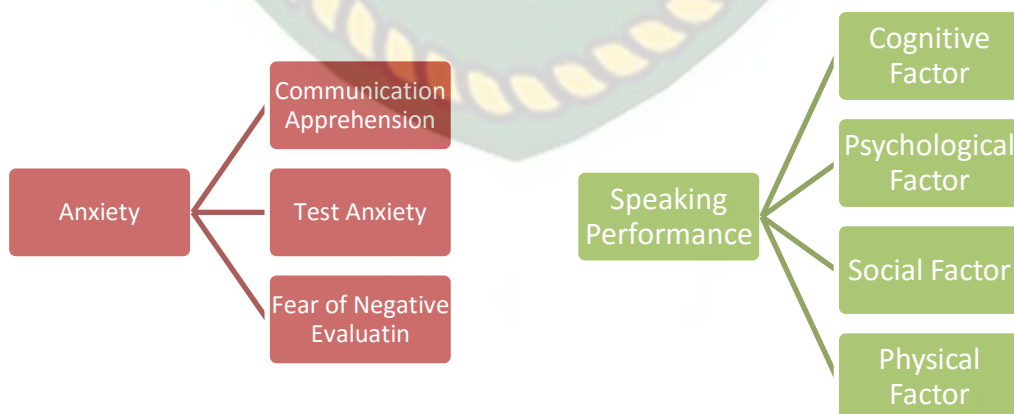 Anxiety
Communication
Apprehension
Test Anxiety
Fear of Negative
Evaluatin
Speaking
Performance
Cognitive
Factor
Psychological
Factor
Social Factor
Physical
Factor